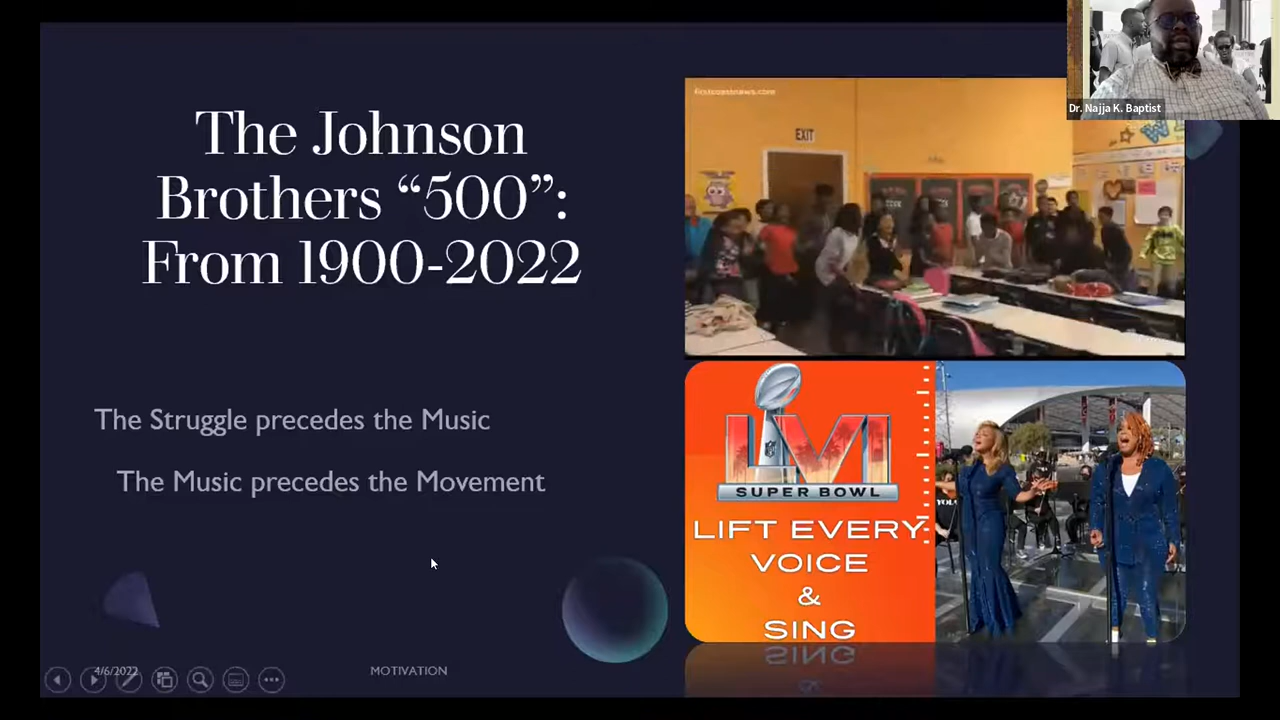 The Johnson
Brothers “500”:
From 1900-2022
The Struggle precedes the Music
The Music precedes the Movement
4/6/2022
MOTIVATION
firstcoastnews.com
EXIT
LVI
SUPER BOWL
LIFT EVERY
VOICE
&
SING
Dr. Najja K. Baptist